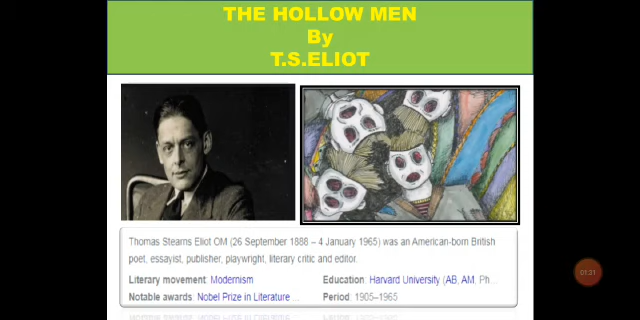 THE HOLLOW MEN
By
T.S.ELIOT
Thomas Stearns Eliot OM (26 September 1888 – 4 January 1965) was an American-born British
poet, essayist, publisher, playwright, literary critic and editor.
Literary movement: Modernism
Education: Harvard University (AB, AM, Ph...
Notable awards: Nobel Prize in Literature ...
Period: 1905–1965
01:31